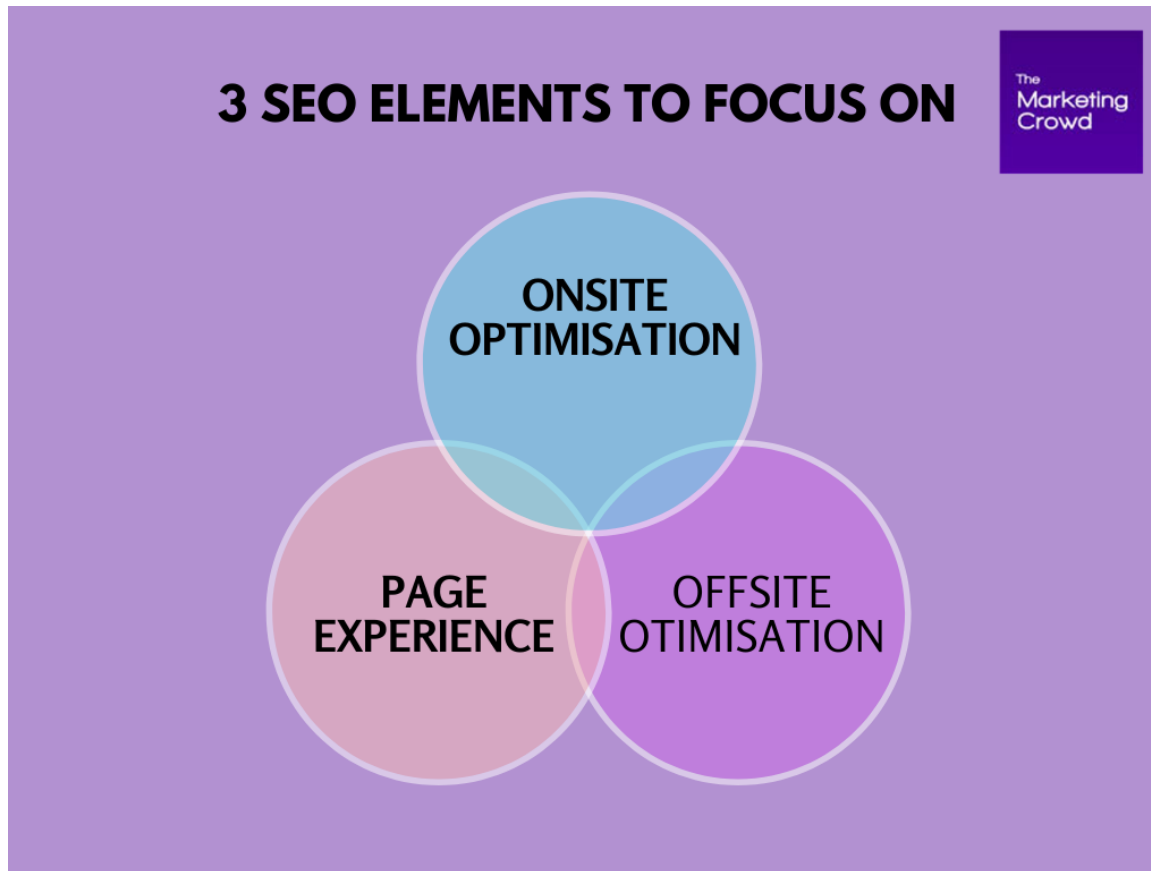 3 SEO ELEMENTS TO FOCUS ON
The
Marketing
Crowd
ONSITE
OPTIMISATION
PAGE
EXPERIENCE
OFFSITE
OTIMISATION